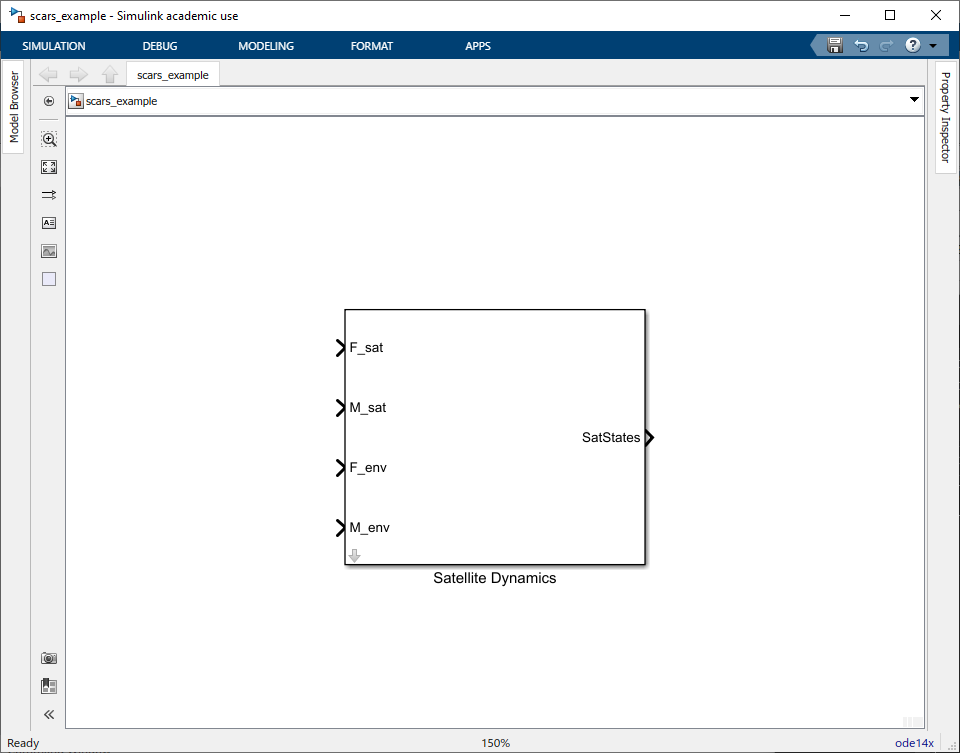 scars_example - Simulink academic use
SIMULATION DEBUG MODELING FORMAT APPS
?
Model Browser
scars_example
Property Inspector
scars_example
A
F_sat
M_sat
SatStates
F_env
M_env
Satellite Dynamics
Ready 150% ode14x